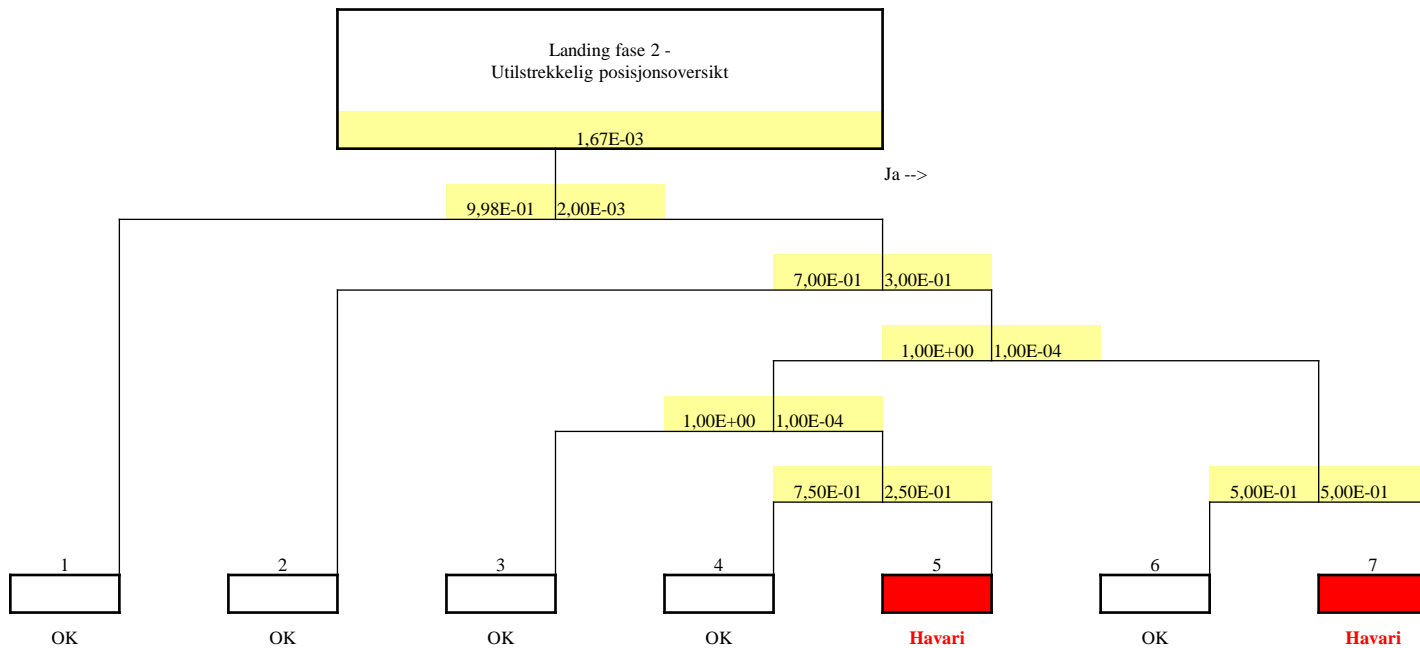 Landing fase 2 -
Utilstrekkelig posisjonsoversikt
1,67E-03
Ja -->
9,98E-01 2,00E-03
7,00E-01 3,00E-01
1,00E+00 1,00E-04
1,00E+00 1,00E-04
7,50E-01 2,50E-01 5,00E-01 5,00E-01
1 2 3 4 5 6 7
OK OK OK OK Havari OK Havari